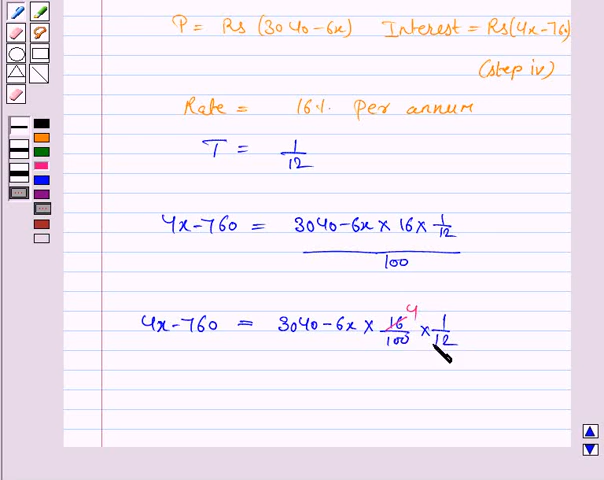 P = Rs (3040-6x) Interest = Rs(4x-760)
(step iv)
Rate = 16% Per annum
T = 1/12
4x-760 = 3040-6x × 16 × 1/12
100
4x-760 = 3040-6x × 16/100 4 × 1/12